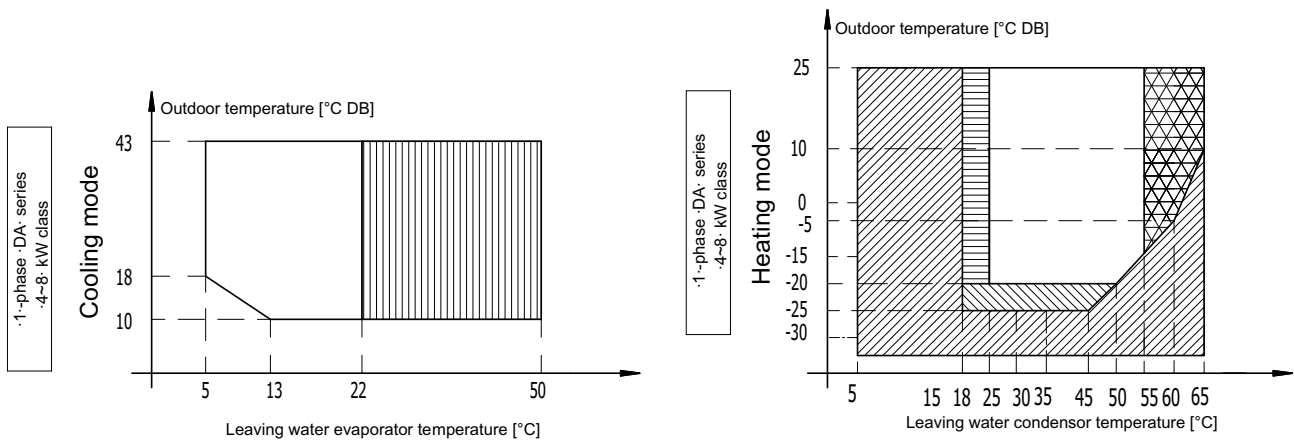 ·1·-phase ·DA· series
·4~8· kW class
Cooling mode
Outdoor temperature [°C DB]
43
18
10
5 13 22 50
Leaving water evaporator temperature [°C]
·1·-phase ·DA· series
·4~8· kW class
Heating mode
Outdoor temperature [°C DB]
25
10
0
-5
-15
-20
-25
-30
5 15 18 25 30 35 45 50 55 60 65
Leaving water condensor temperature [°C]